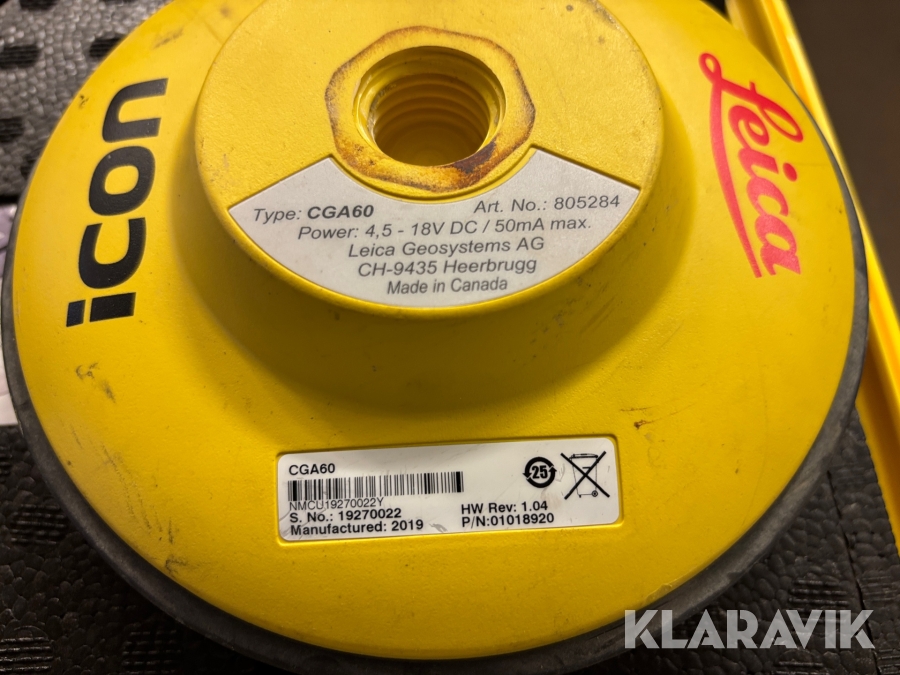 icon
Leica
Type: CGA60 Art. No.: 805284
Power: 4,5 - 18V DC / 50mA max.
Leica Geosystems AG
CH-9435 Heerbrugg
Made in Canada
CGA60
NMCU19270022Y
S. No.: 19270022
Manufactured: 2019
25
HW Rev: 1.04
P/N:01018920
KLARAVIK